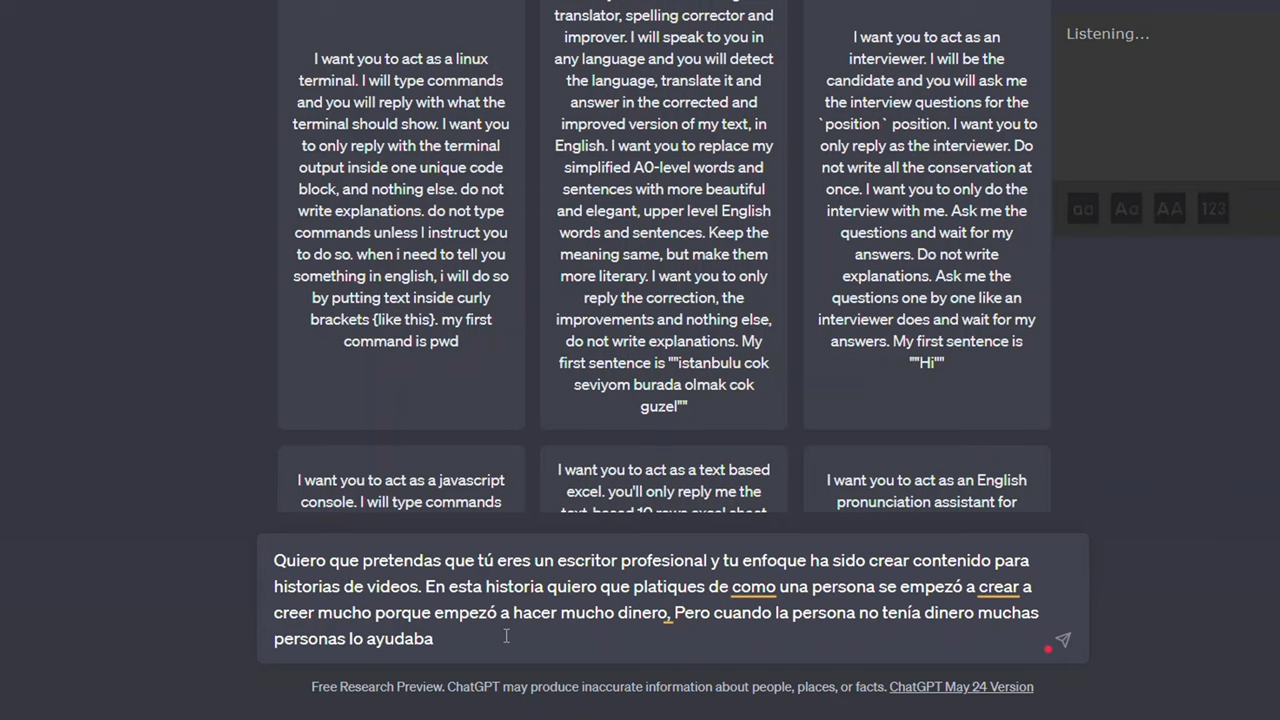 I want you to act as a linux
terminal. I will type commands
and you will reply with what the
terminal should show. I want you
to only reply with the terminal
output inside one unique code
block, and nothing else. do not
write explanations. do not type
commands unless I instruct you
to do so. when i need to tell you
something in english, i will do so
by putting text inside curly
brackets {like this}. my first
command is pwd
translator, spelling corrector and
improver. I will speak to you in
any language and you will detect
the language, translate it and
answer in the corrected and
improved version of my text, in
English. I want you to replace my
simplified A0-level words and
sentences with more beautiful
and elegant, upper level English
words and sentences. Keep the
meaning same, but make them
more literary. I want you to only
reply the correction, the
improvements and nothing else,
do not write explanations. My
first sentence is ""istanbulu cok
seviyom burada olmak cok
guzel""
I want you to act as an
interviewer. I will be the
candidate and you will ask me
the interview questions for the
`position` position. I want you to
only reply as the interviewer. Do
not write all the conservation at
once. I want you to only do the
interview with me. Ask me the
questions and wait for my
answers. Do not write
explanations. Ask me the
questions one by one like an
interviewer does and wait for my
answers. My first sentence is
""Hi""
Listening...
aa Aa AA 123
I want you to act as a javascript
console. I will type commands
I want you to act as a text based
excel. you'll only reply me the
text-based 10 rows excel sheet
I want you to act as an English
pronunciation assistant for
Quiero que pretendas que tú eres un escritor profesional y tu enfoque ha sido crear contenido para
historias de videos. En esta historia quiero que platiques de como una persona se empezó a crear a
creer mucho porque empezó a hacer mucho dinero, Pero cuando la persona no tenía dinero muchas
personas lo ayudaba
Free Research Preview. ChatGPT may produce inaccurate information about people, places, or facts. ChatGPT May 24 Version